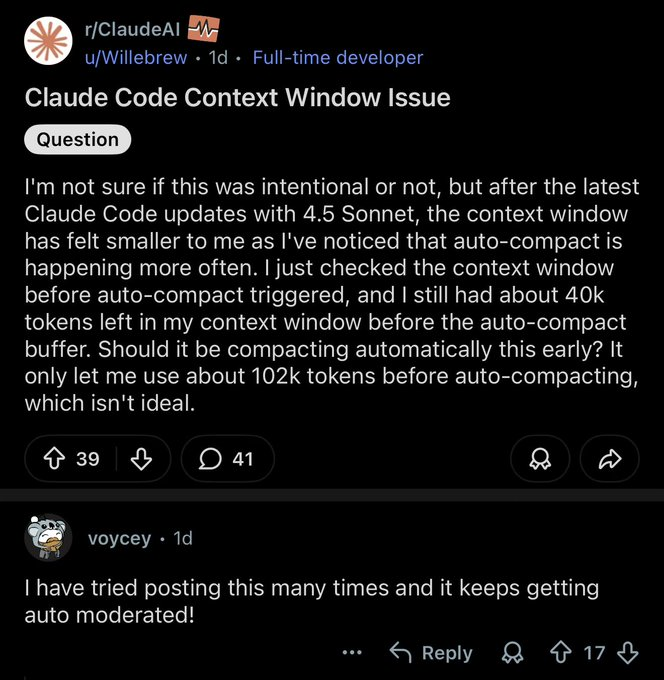 r/ClaudeAI
u/Willebrew • 1d • Full-time developer
Claude Code Context Window Issue
Question
I'm not sure if this was intentional or not, but after the latest
Claude Code updates with 4.5 Sonnet, the context window
has felt smaller to me as I've noticed that auto-compact is
happening more often. I just checked the context window
before auto-compact triggered, and I still had about 40k
tokens left in my context window before the auto-compact
buffer. Should it be compacting automatically this early? It
only let me use about 102k tokens before auto-compacting,
which isn't ideal.
39 41
voycey • 1d
I have tried posting this many times and it keeps getting
auto moderated!
... Reply 17